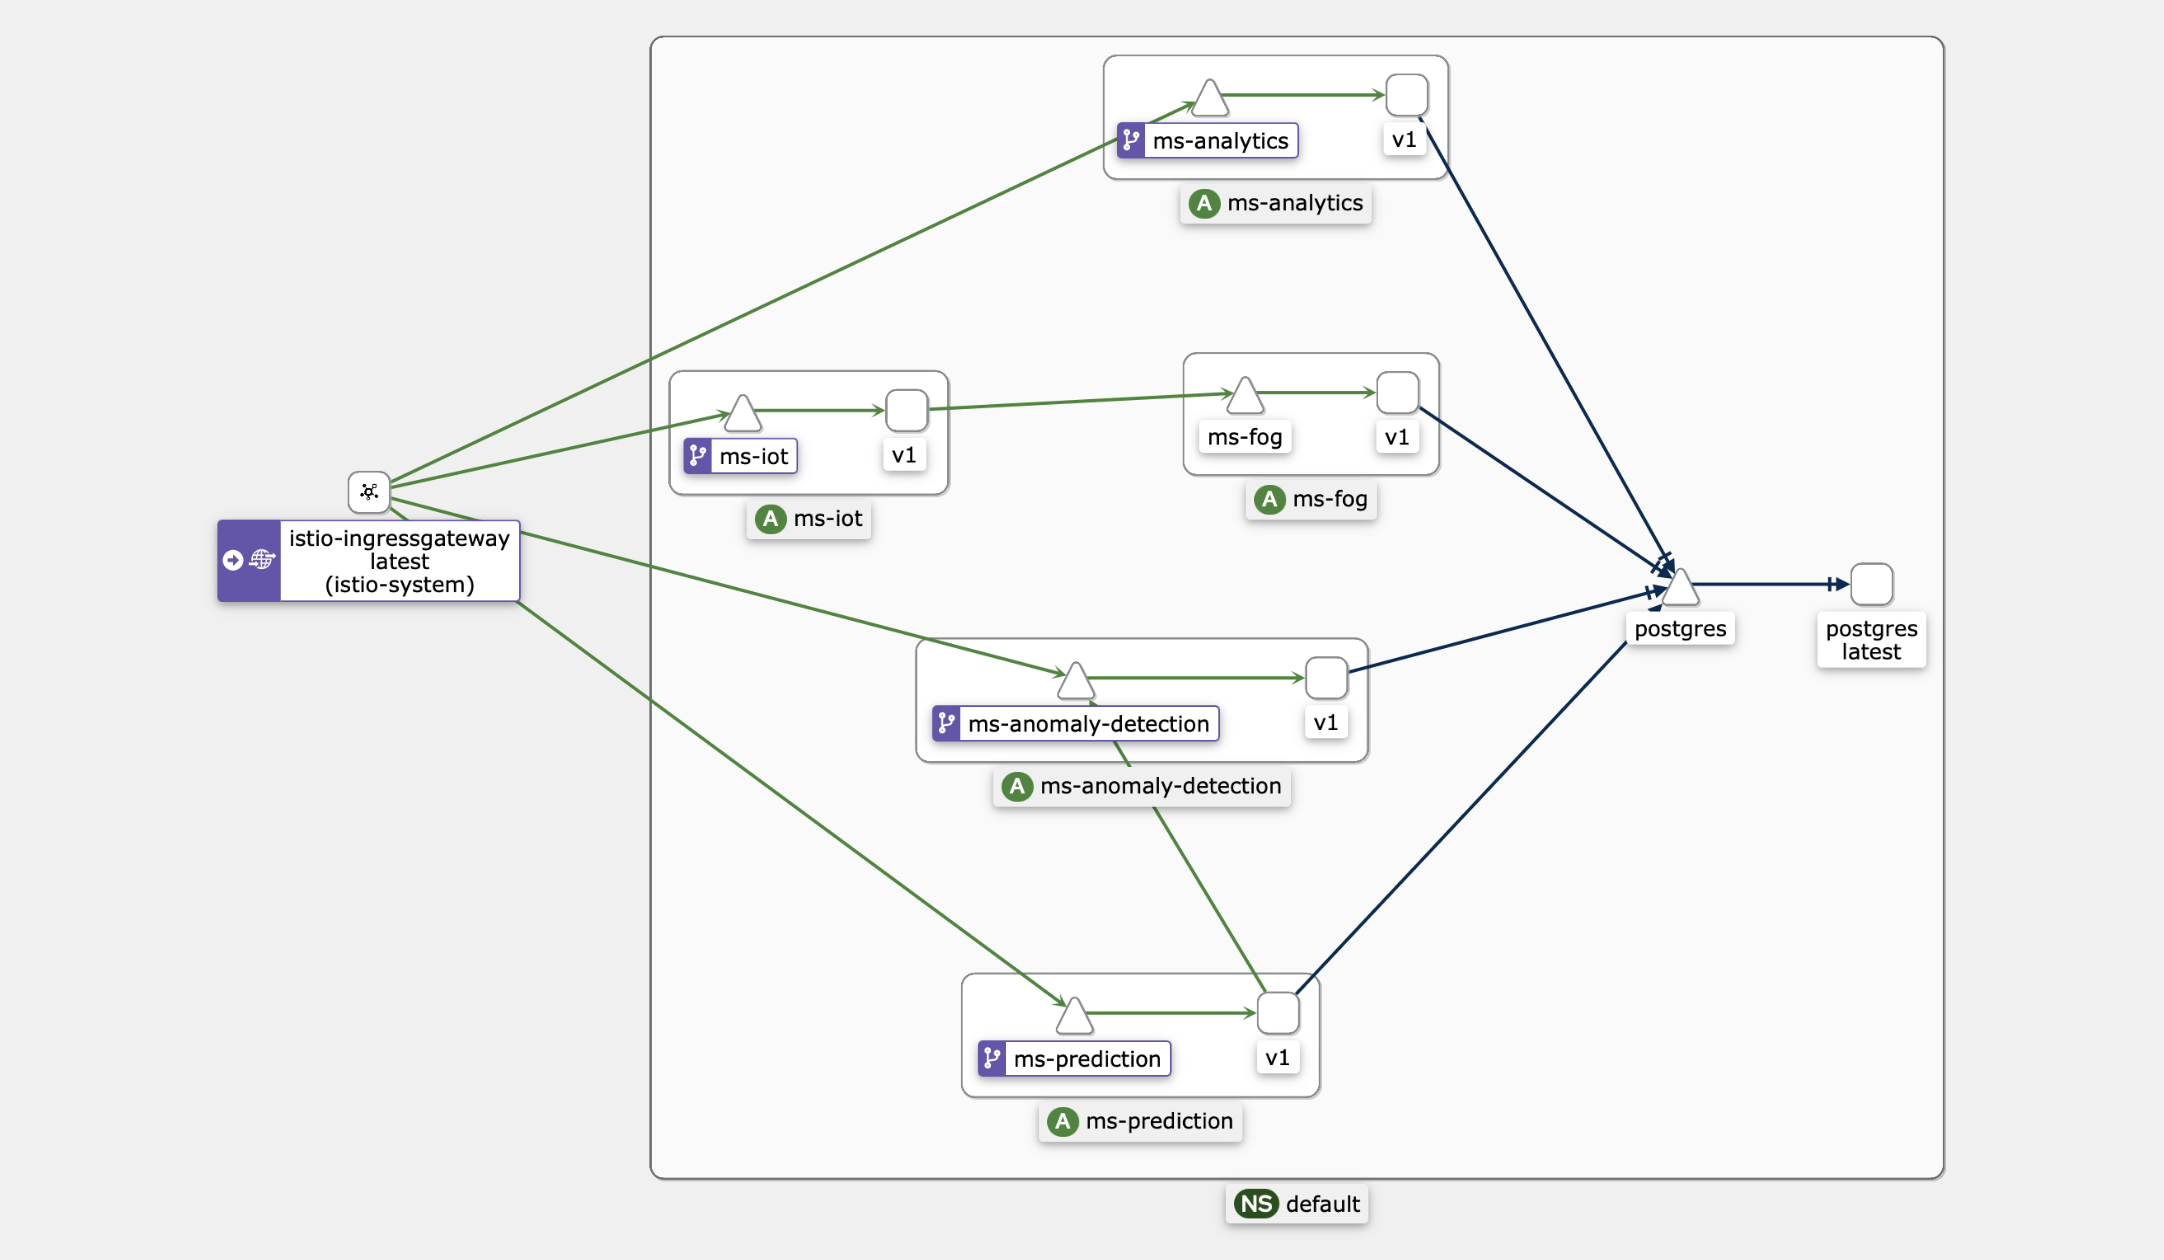 ms-analytics
v1
A ms-analytics
ms-iot
v1
A ms-iot
ms-fog
v1
A ms-fog
istio-ingressgateway
latest
(istio-system)
postgres
postgres
latest
ms-anomaly-detection
v1
A ms-anomaly-detection
ms-prediction
v1
A ms-prediction
NS default